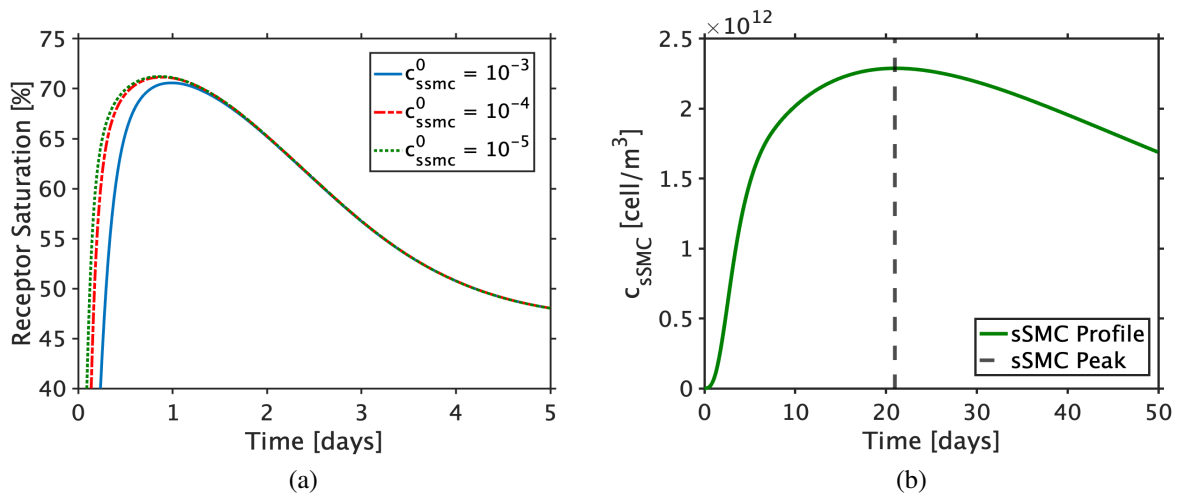 75
70
65
60
55
50
45
40
0 1 2 3 4 5
Receptor Saturation [%]
Time [days]
c⁰ssmc = 10⁻³
c⁰ssmc = 10⁻⁴
c⁰ssmc = 10⁻⁵
(a)
×10¹²
2.5
2
1.5
1
0.5
0
0 10 20 30 40 50
c_sSMC [cell/m³]
Time [days]
sSMC Profile
sSMC Peak
(b)